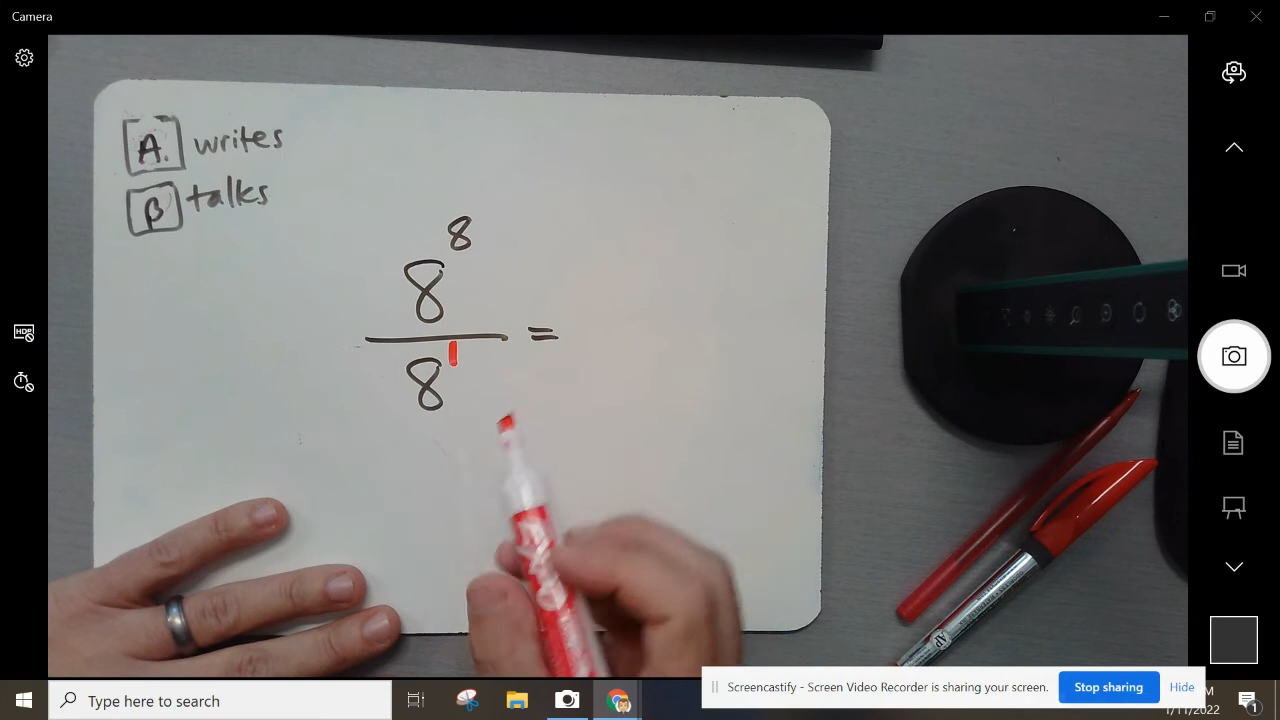 Camera
A. writes
B talks
8^8
8^1
=
Screencastify - Screen Video Recorder is sharing your screen.
Stop sharing
Hide
Type here to search
M
1/11/2022
1